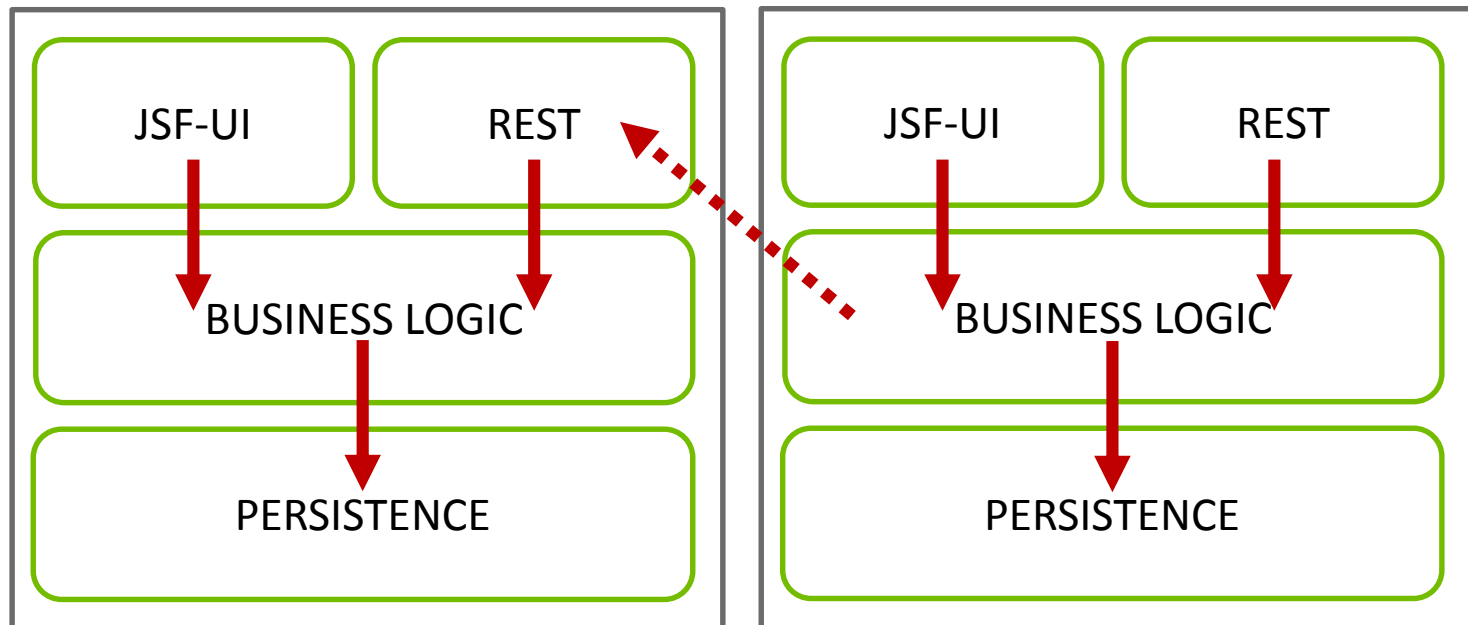 JSF-UI
REST
BUSINESS LOGIC
PERSISTENCE
JSF-UI
REST
BUSINESS LOGIC
PERSISTENCE